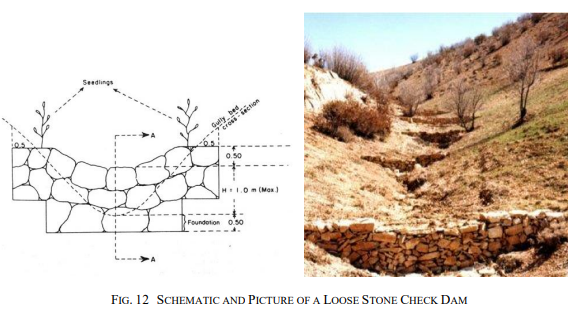 Seedlings
A
Gully bed
cross-section
0.5
0.5
0.50
H = 1.0 m (Max.)
Foundation
0.50
A
FIG. 12 SCHEMATIC AND PICTURE OF A LOOSE STONE CHECK DAM